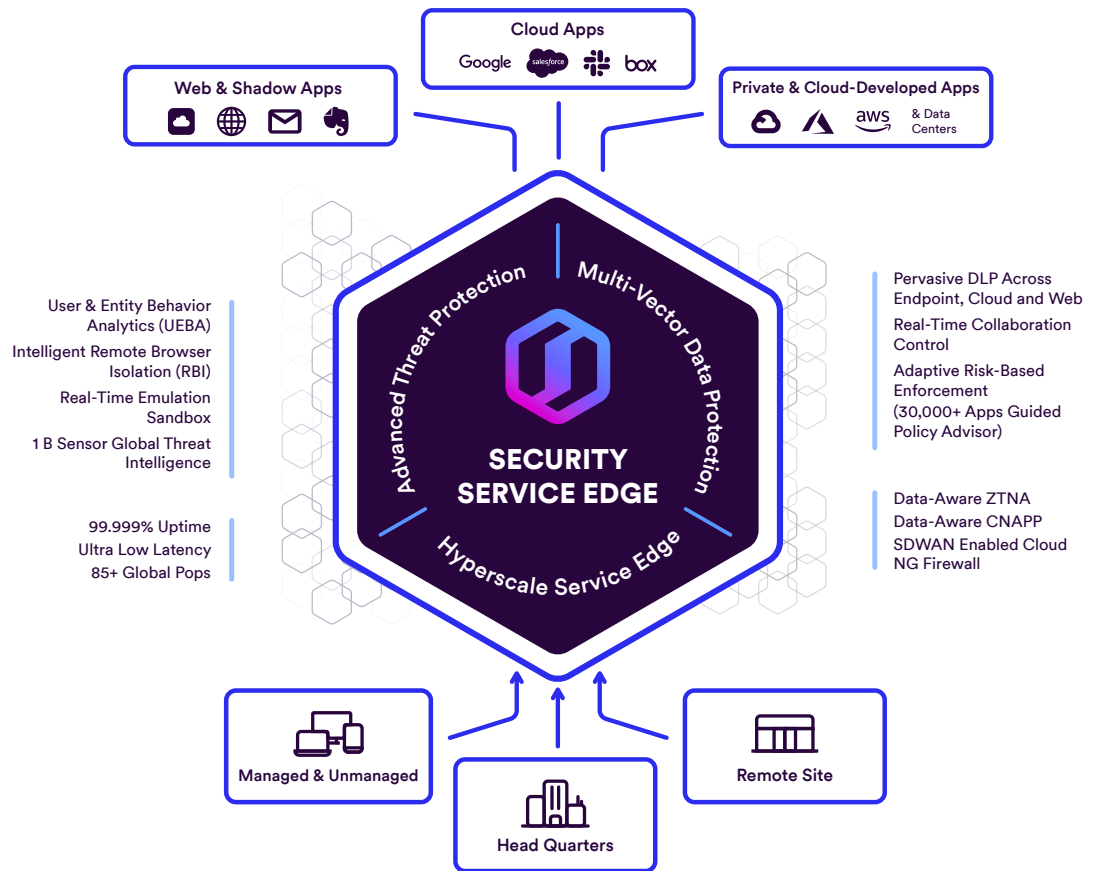 Cloud Apps
Google salesforce box
Web & Shadow Apps
Private & Cloud-Developed Apps
aws & Data
Centers
Advanced Threat Protection
Multi-Vector Data Protection
SECURITY
SERVICE EDGE
Hyperscale Service Edge
User & Entity Behavior
Analytics (UEBA)
Intelligent Remote Browser
Isolation (RBI)
Real-Time Emulation
Sandbox
1 B Sensor Global Threat
Intelligence
99.999% Uptime
Ultra Low Latency
85+ Global Pops
Pervasive DLP Across
Endpoint, Cloud and Web
Real-Time Collaboration
Control
Adaptive Risk-Based
Enforcement
(30,000+ Apps Guided
Policy Advisor)
Data-Aware ZTNA
Data-Aware CNAPP
SDWAN Enabled Cloud
NG Firewall
Managed & Unmanaged
Head Quarters
Remote Site